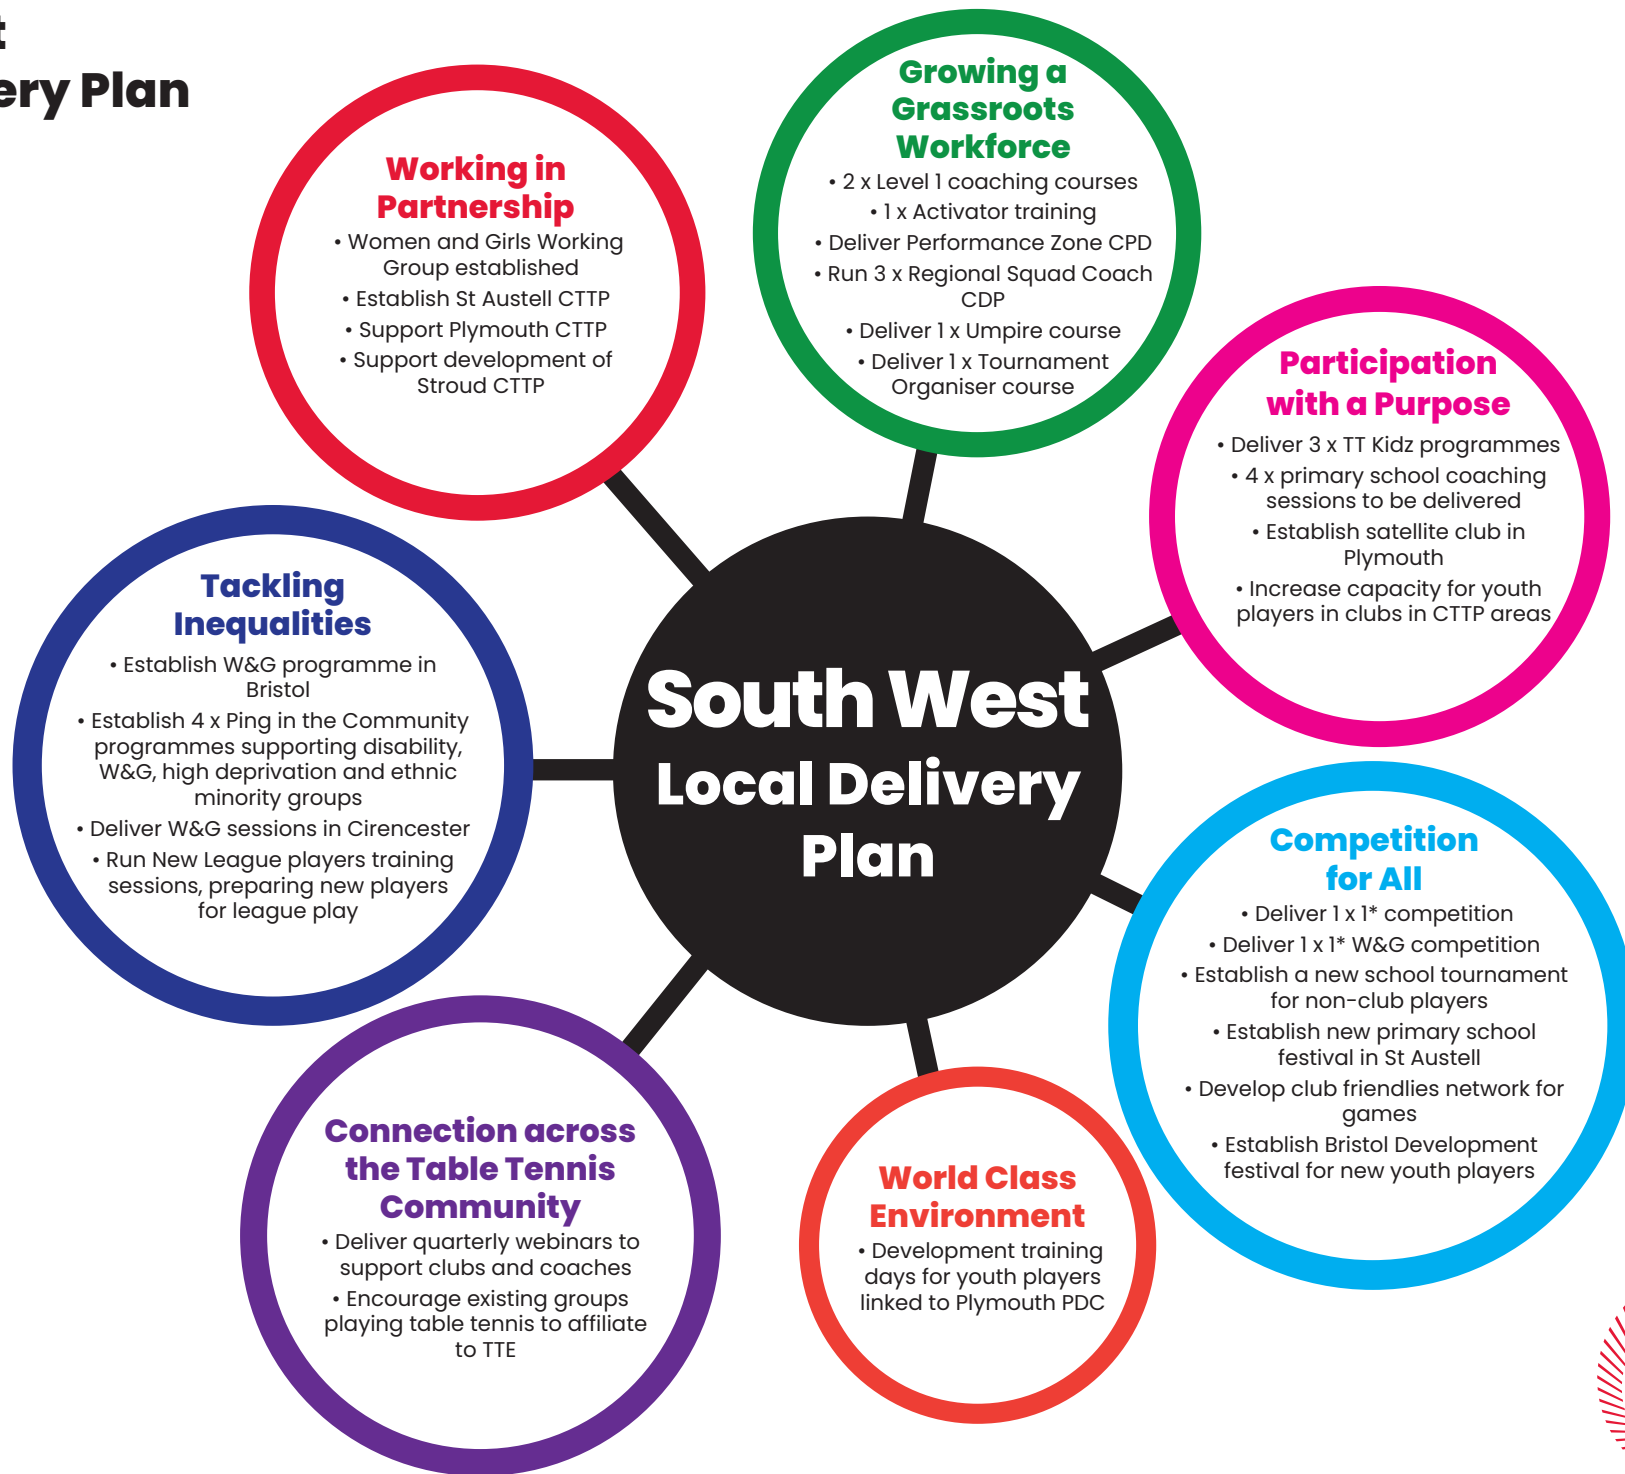 ery Plan
Working in
Partnership
• Women and Girls Working
Group established
• Establish St Austell CTTP
• Support Plymouth CTTP
• Support development of
Stroud CTTP
Growing a
Grassroots
Workforce
• 2 x Level 1 coaching courses
• 1 x Activator training
• Deliver Performance Zone CPD
• Run 3 x Regional Squad Coach
CDP
• Deliver 1 x Umpire course
• Deliver 1 x Tournament
Organiser course
Participation
with a Purpose
• Deliver 3 x TT Kidz programmes
• 4 x primary school coaching
sessions to be delivered
• Establish satellite club in
Plymouth
• Increase capacity for youth
players in clubs in CTTP areas
Tackling
Inequalities
• Establish W&G programme in
Bristol
• Establish 4 x Ping in the Community
programmes supporting disability,
W&G, high deprivation and ethnic
minority groups
• Deliver W&G sessions in Cirencester
• Run New League players training
sessions, preparing new players
for league play
South West
Local Delivery
Plan
Competition
for All
• Deliver 1 x 1* competition
• Deliver 1 x 1* W&G competition
• Establish a new school tournament
for non-club players
• Establish new primary school
festival in St Austell
• Develop club friendlies network for
games
• Establish Bristol Development
festival for new youth players
Connection across
the Table Tennis
Community
• Deliver quarterly webinars to
support clubs and coaches
• Encourage existing groups
playing table tennis to affiliate
to TTE
World Class
Environment
• Development training
days for youth players
linked to Plymouth PDC